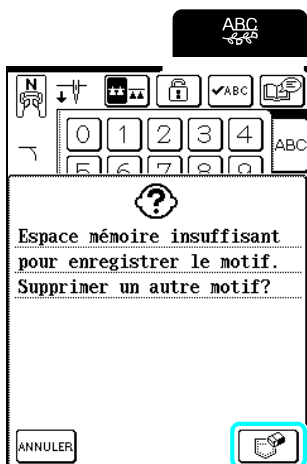 ABC
N
ABC
0 1 2 3 4
ABC
5 6 7 8 9
Espace mémoire insuffisant
pour enregistrer le motif.
Supprimer un autre motif?
ANNULER